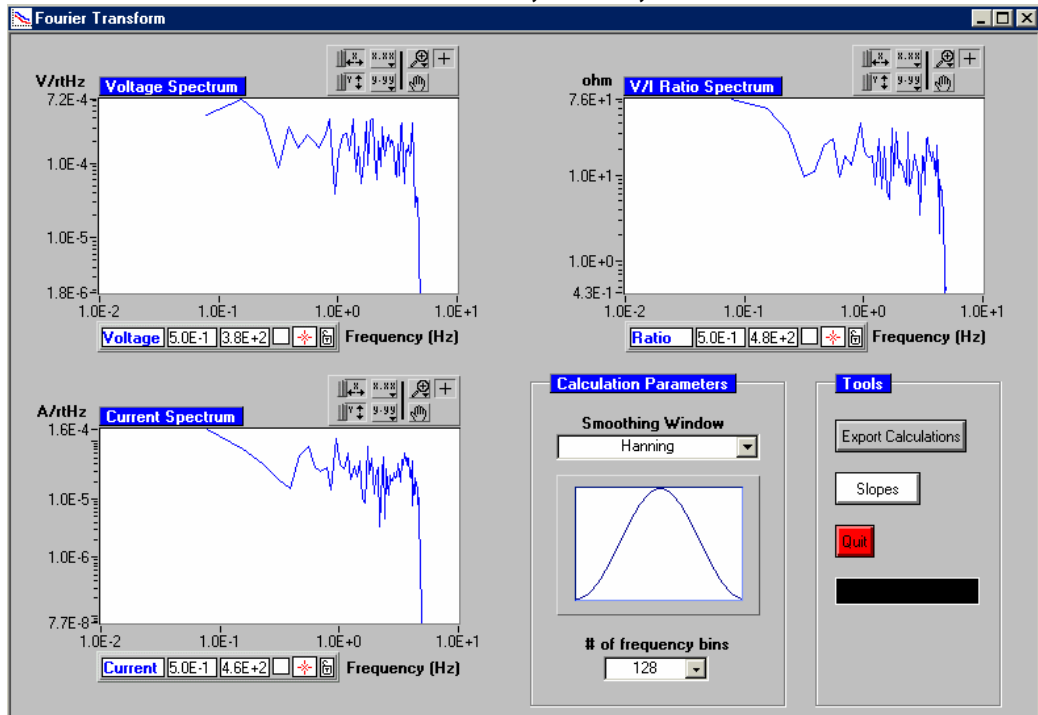 Fourier Transform
V/rtHz
Voltage Spectrum
x.xx
y.yy
7.2E-4
1.0E-4
1.0E-5
1.8E-6
1.0E-2 1.0E-1 1.0E+0 1.0E+1
Voltage 5.0E-1 3.8E+2 Frequency (Hz)
ohm
V/I Ratio Spectrum
x.xx
y.yy
7.6E+1
1.0E+1
1.0E+0
4.3E-1
1.0E-2 1.0E-1 1.0E+0 1.0E+1
Ratio 5.0E-1 4.8E+2 Frequency (Hz)
A/rtHz
Current Spectrum
x.xx
y.yy
1.6E-4
1.0E-5
1.0E-6
7.7E-8
1.0E-2 1.0E-1 1.0E+0 1.0E+1
Current 5.0E-1 4.6E+2 Frequency (Hz)
Calculation Parameters
Smoothing Window
Hanning
# of frequency bins
128
Tools
Export Calculations
Slopes
Quit